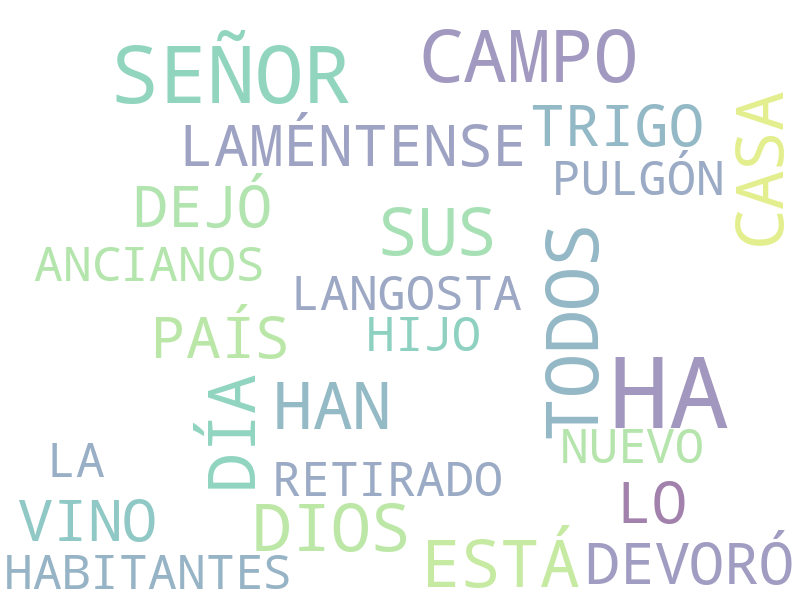 SEÑOR
CAMPO
LAMÉNTENSE
TRIGO
CASA
PULGÓN
DEJÓ
SUS
ANCIANOS
TODOS
LANGOSTA
PAÍS
HIJO
HA
DÍA
HAN
NUEVO
LA
RETIRADO
LO
VINO
DIOS
ESTÁ
DEVORÓ
HABITANTES